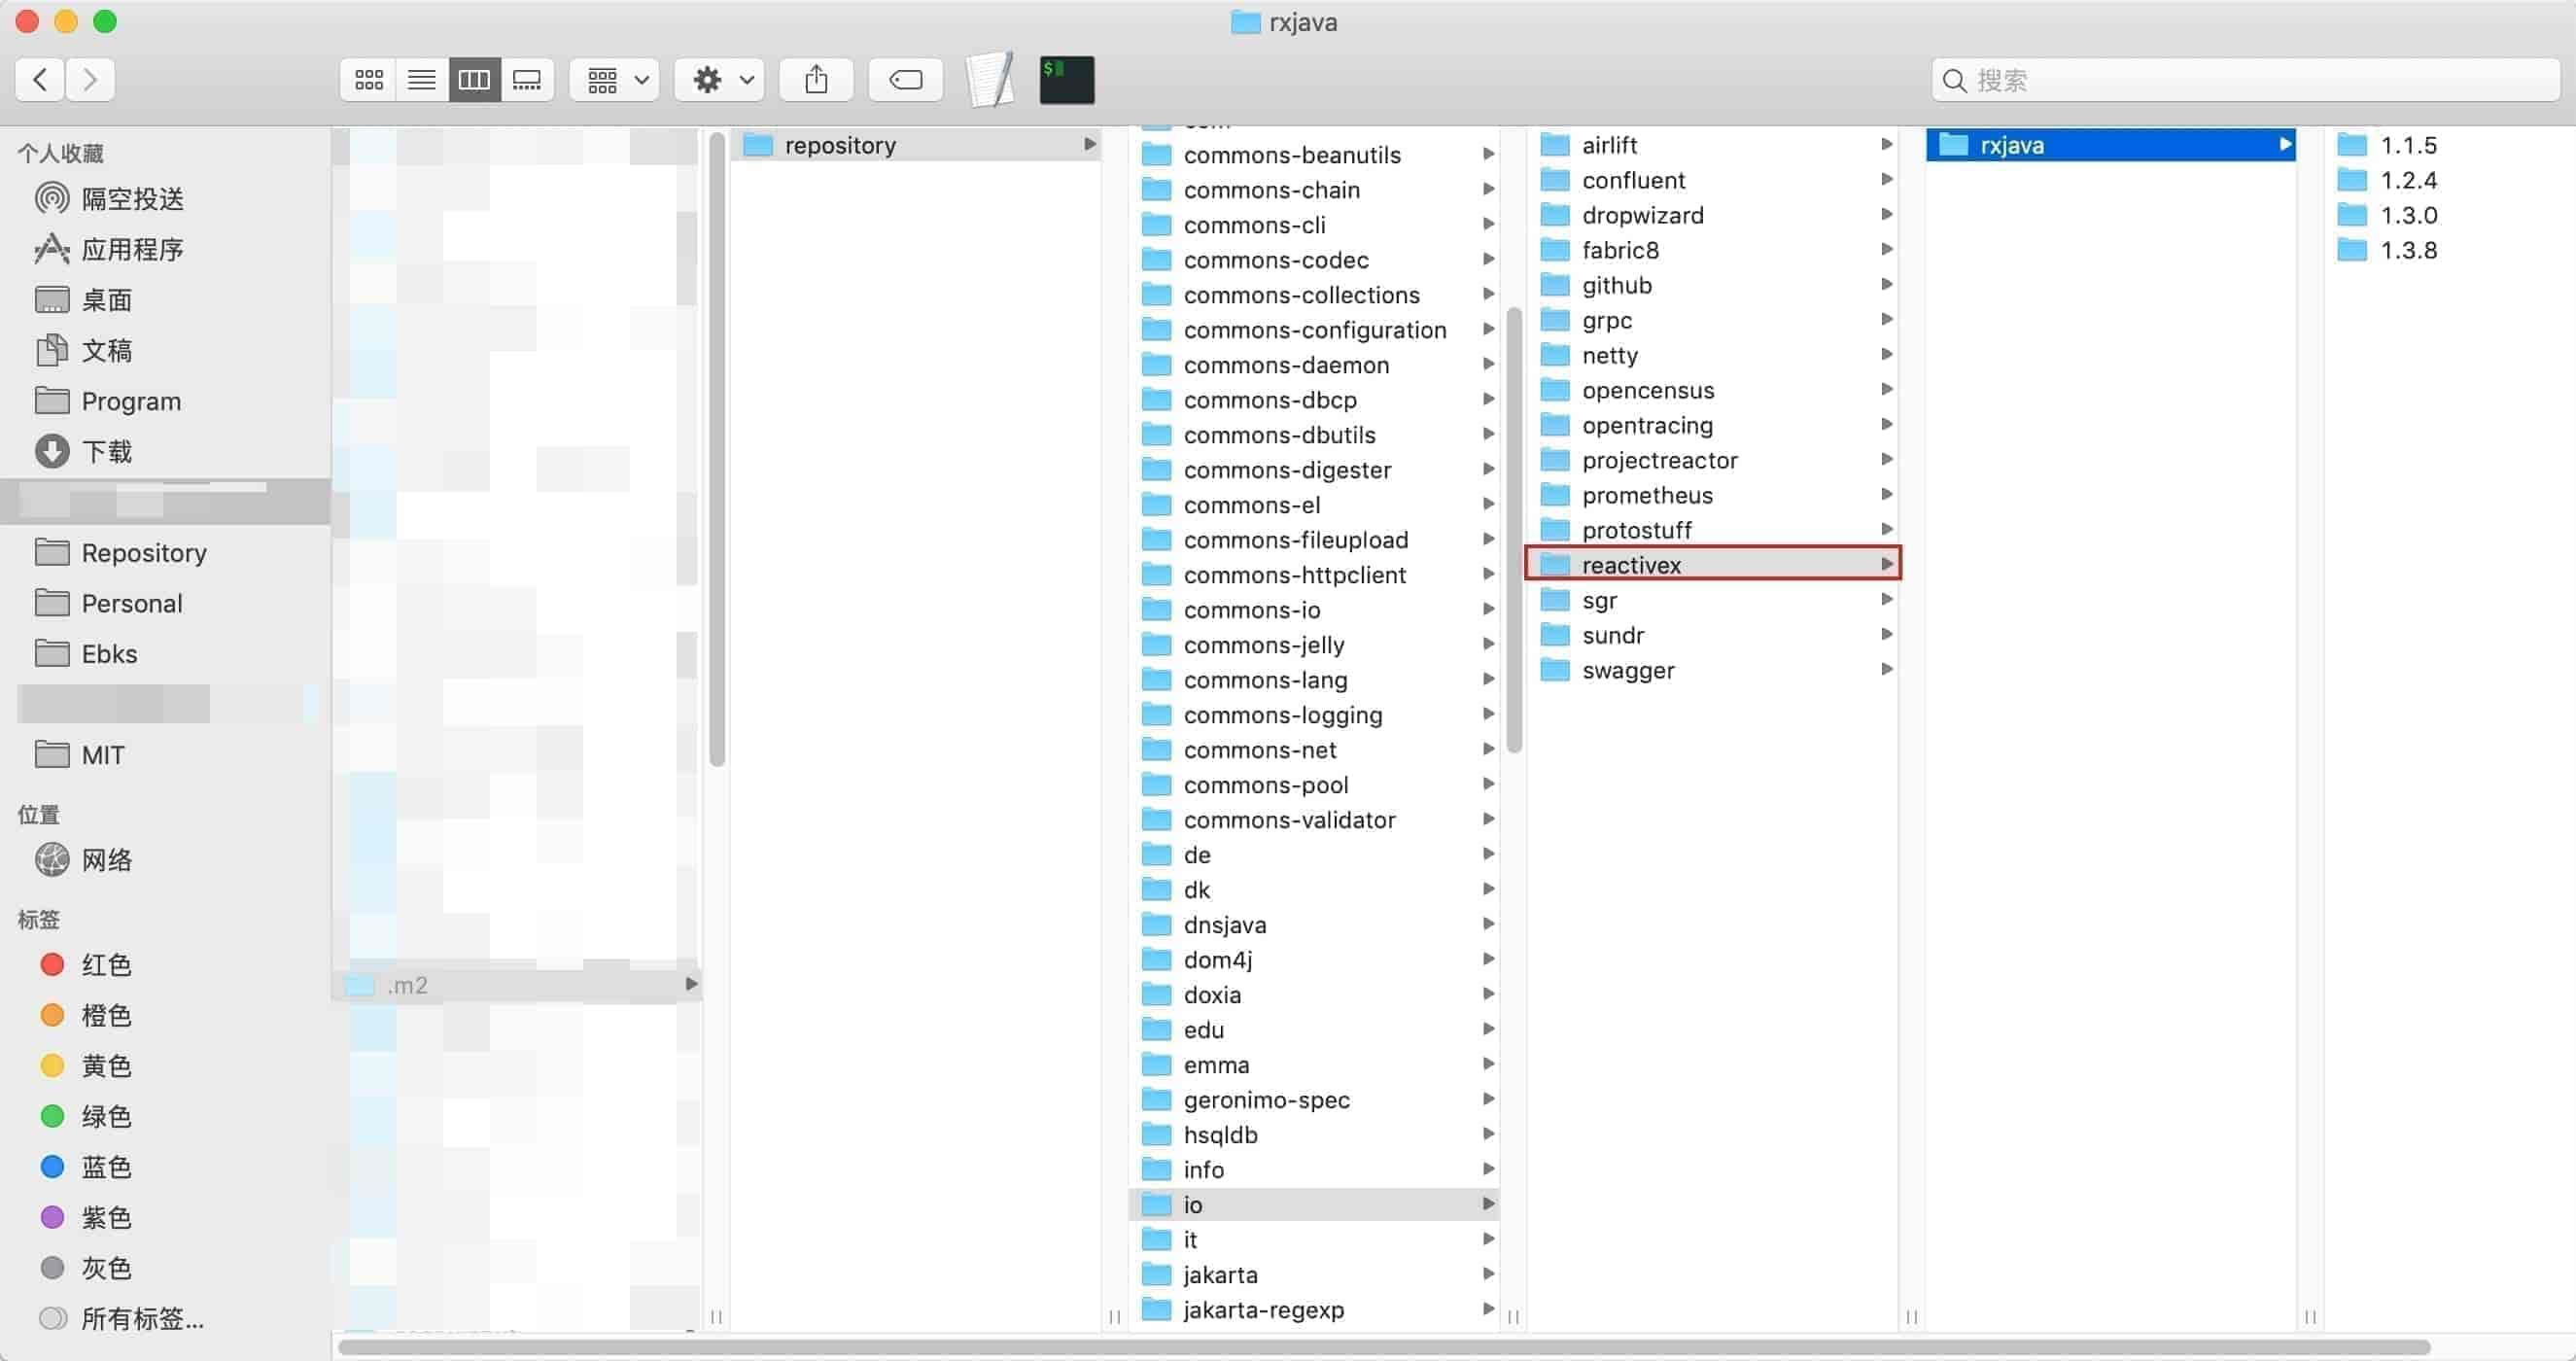 rxjava
$
搜索
个人收藏
隔空投送
应用程序
桌面
文稿
Program
下载
Repository
Personal
Ebks
MIT
位置
网络
标签
红色
橙色
黄色
绿色
蓝色
紫色
灰色
所有标签...
.m2
repository
commons-beanutils
commons-chain
commons-cli
commons-codec
commons-collections
commons-configuration
commons-daemon
commons-dbcp
commons-dbutils
commons-digester
commons-el
commons-fileupload
commons-httpclient
commons-io
commons-jelly
commons-lang
commons-logging
commons-net
commons-pool
commons-validator
de
dk
dnsjava
dom4j
doxia
edu
emma
geronimo-spec
hsqldb
info
io
it
jakarta
jakarta-regexp
airlift
confluent
dropwizard
fabric8
github
grpc
netty
opencensus
opentracing
projectreactor
prometheus
protostuff
reactivex
sgr
sundr
swagger
rxjava
1.1.5
1.2.4
1.3.0
1.3.8